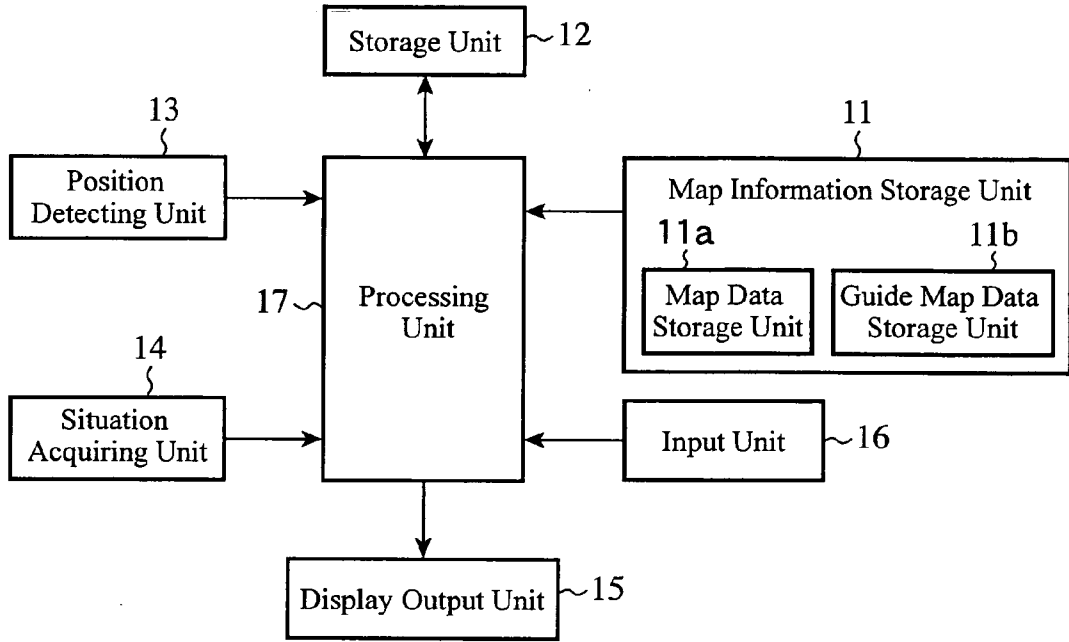 Storage Unit
12
13
Position
Detecting Unit
11
Map Information Storage Unit
11a
Map Data
Storage Unit
11b
Guide Map Data
Storage Unit
17
Processing
Unit
14
Situation
Acquiring Unit
Input Unit
16
Display Output Unit
15